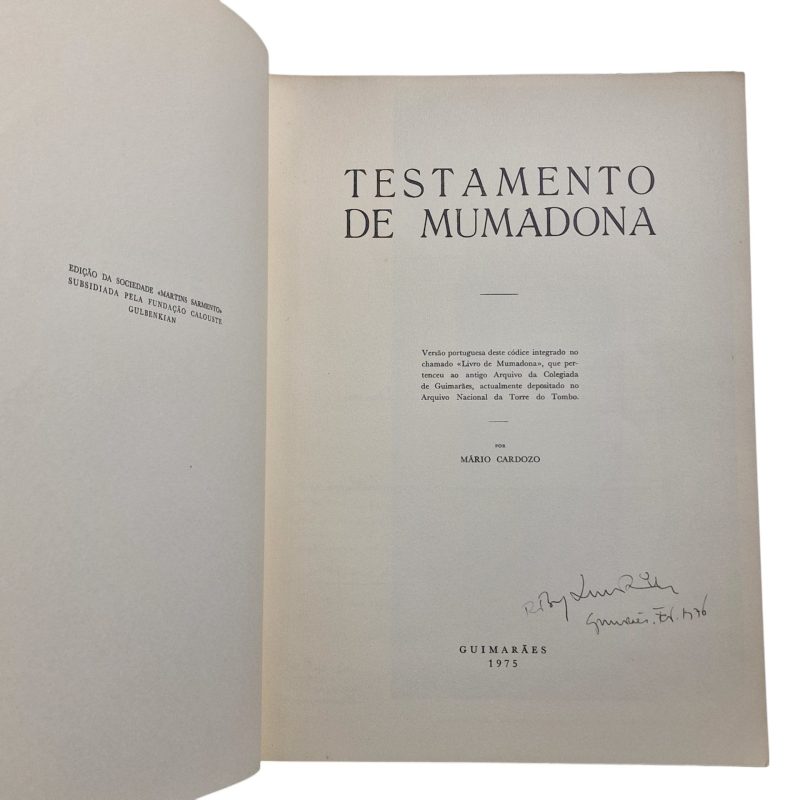 EDIÇÃO DA SOCIEDADE «MARTINS SARMENTO»
SUBSIDIADA PELA FUNDAÇÃO CALOUSTE
GULBENKIAN
TESTAMENTO
DE MUMADONA
Versão portuguesa deste códice integrado no
chamado «Livro de Mumadona», que per-
tenceu ao antigo Arquivo da Colegiada
de Guimarães, actualmente depositado no
Arquivo Nacional da Torre do Tombo.
POR
MÁRIO CARDOZO
GUIMARÃES
1975